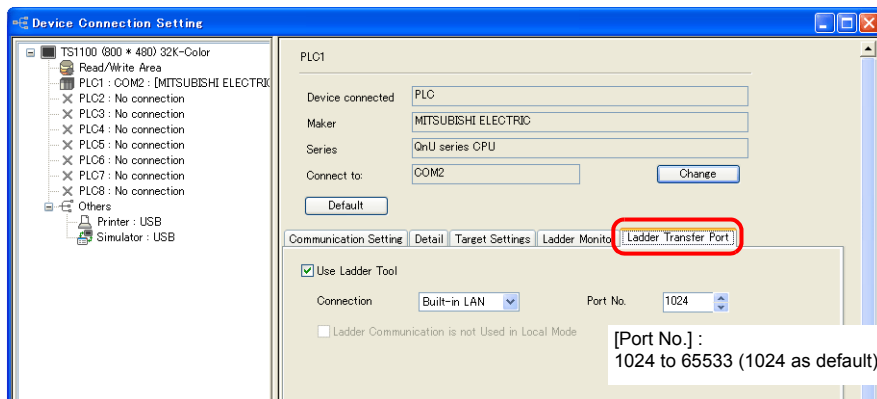 Device Connection Setting
TS1100 (800 * 480) 32K-Color
Read/Write Area
PLC1 : COM2 : [MITSUBISHI ELECTRIC
PLC2 : No connection
PLC3 : No connection
PLC4 : No connection
PLC5 : No connection
PLC6 : No connection
PLC7 : No connection
PLC8 : No connection
Others
Printer : USB
Simulator : USB
PLC1
Device connected PLC
Maker MITSUBISHI ELECTRIC
Series QnU series CPU
Connect to: COM2 Change
Default
Communication Setting Detail Target Settings Ladder Monito Ladder Transfer Port
Use Ladder Tool
Connection Built-in LAN Port No. 1024
Ladder Communication is not Used in Local Mode
[Port No.] :
1024 to 65533 (1024 as default)